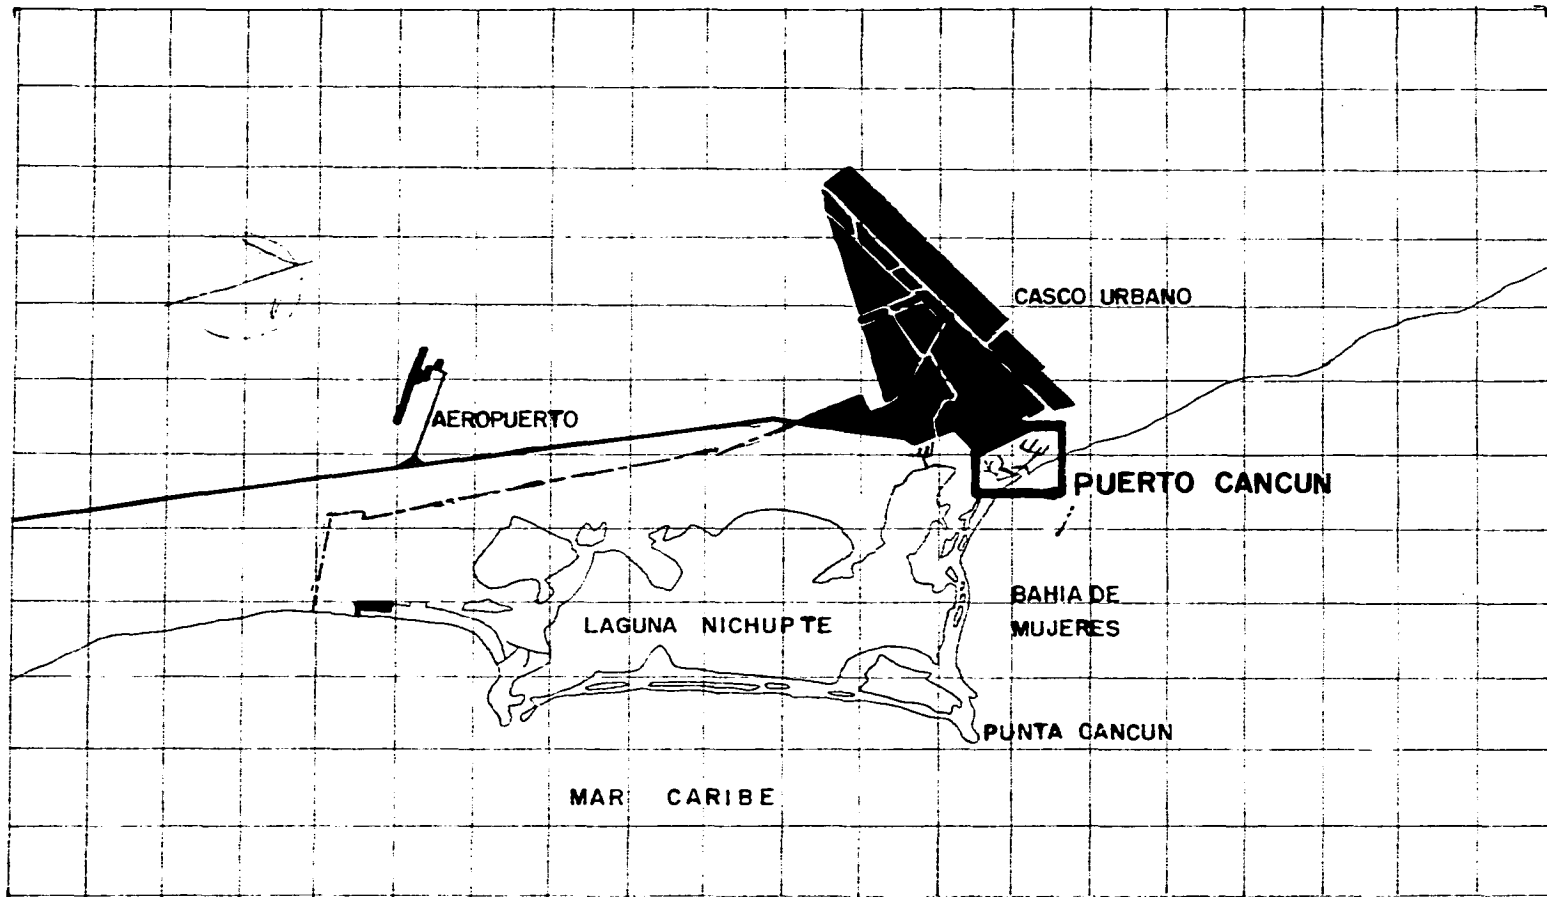 CASCO URBANO
AEROPUERTO
PUERTO CANCUN
BAHIA DE
MUJERES
LAGUNA NICHUPTE
PUNTA CANCUN
MAR CARIBE